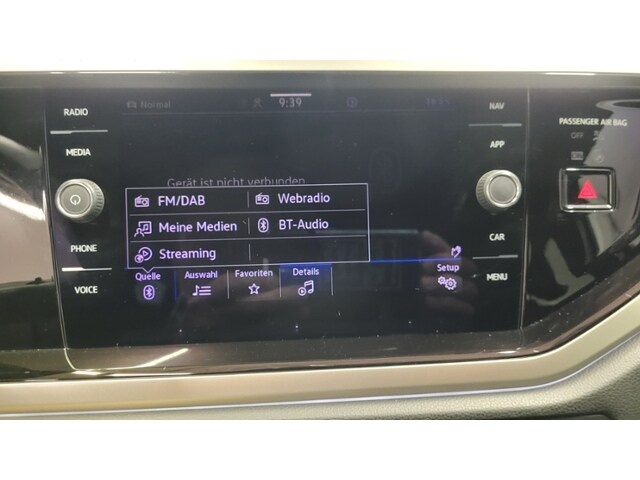 RADIO
MEDIA
PHONE
VOICE
Normal
9:39
Gerät ist nicht verbunden
FM/DAB
Webradio
Meine Medien
BT-Audio
Streaming
Quelle
Auswahl
Favoriten
Details
Setup
NAV
APP
CAR
MENU
PASSENGER AIR BAG
OFF